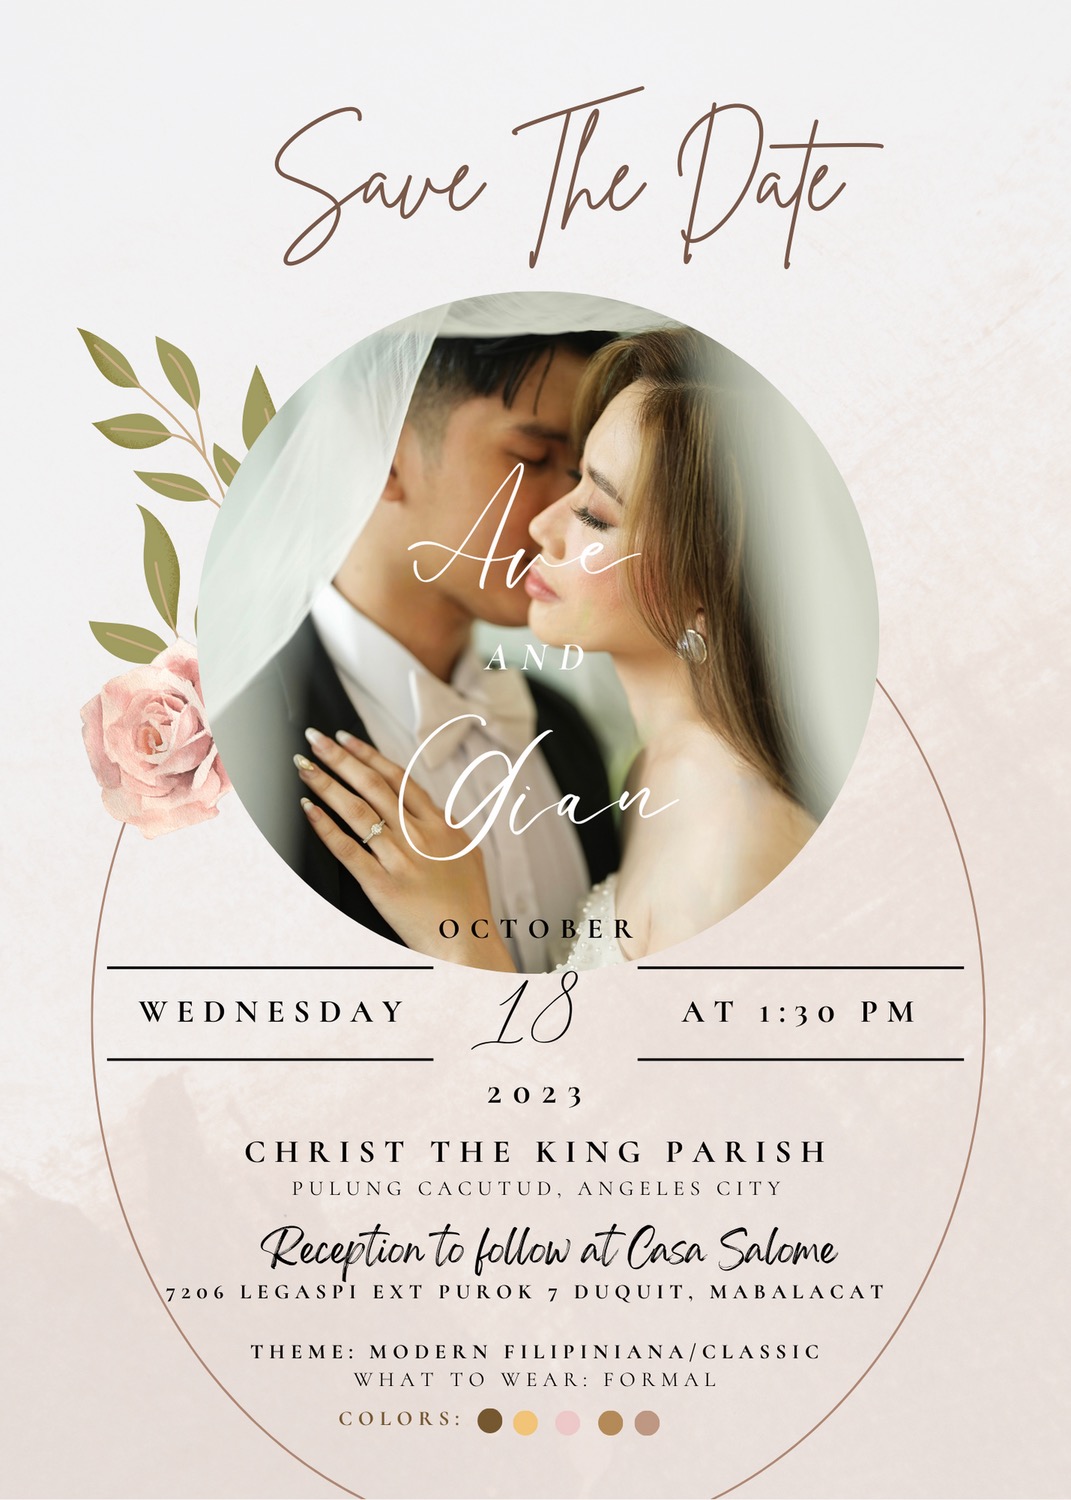 Save The Date
Ave
AND
Gian
OCTOBER
WEDNESDAY 18 AT 1:30 PM
2023
CHRIST THE KING PARISH
PULUNG CACUTUD, ANGELES CITY
Reception to follow at Casa Salome
7206 LEGASPI EXT PUROK 7 DUQUIT, MABALACAT
THEME: MODERN FILIPINIANA/CLASSIC
WHAT TO WEAR: FORMAL
COLORS: